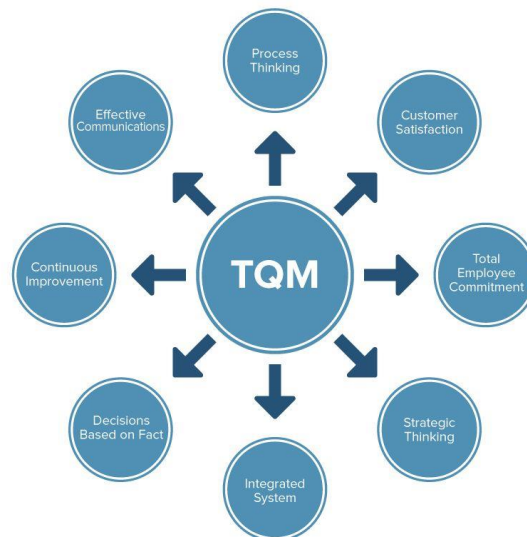 Process
Thinking
Effective
Communications
Customer
Satisfaction
Continuous
Improvement
TQM
Total
Employee
Commitment
Decisions
Based on Fact
Strategic
Thinking
Integrated
System